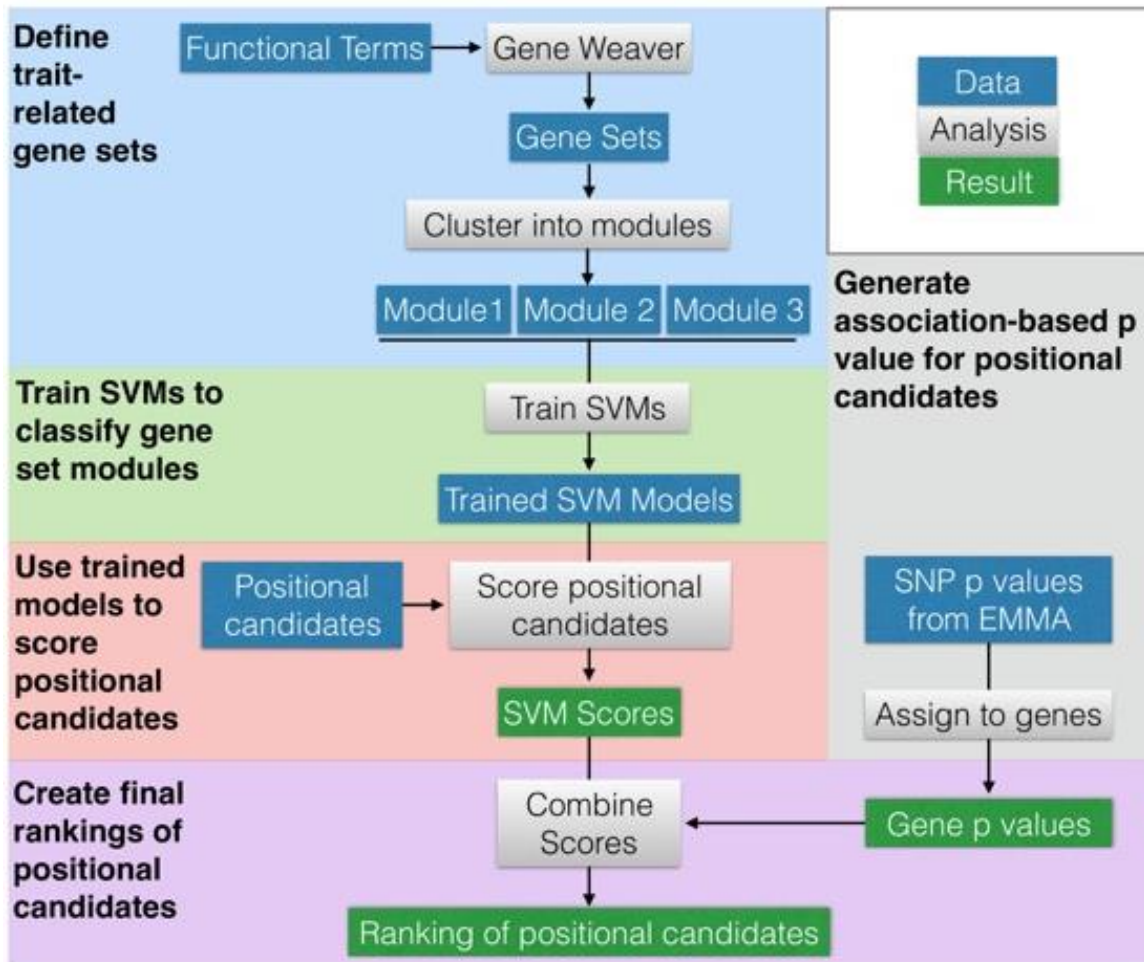 Define
trait-
related
gene sets
Functional Terms
Gene Weaver
Gene Sets
Cluster into modules
Module1
Module 2
Module 3
Data
Analysis
Result
Generate
association-based p
value for positional
candidates
Train SVMs to
classify gene
set modules
Train SVMs
Trained SVM Models
Use trained
models to
score
positional
candidates
Positional
candidates
Score positional
candidates
SVM Scores
SNP p values
from EMMA
Assign to genes
Create final
rankings of
positional
candidates
Combine
Scores
Gene p values
Ranking of positional candidates